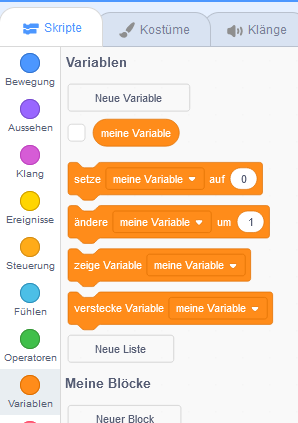 Skripte Kostüme Klänge
Variablen
Bewegung
Neue Variable
Aussehen
meine Variable
Klang
setze meine Variable auf 0
Ereignisse
ändere meine Variable um 1
Steuerung
zeige Variable meine Variable
Fühlen
verstecke Variable meine Variable
Operatoren
Neue Liste
Variablen
Meine Blöcke
Neuer Block